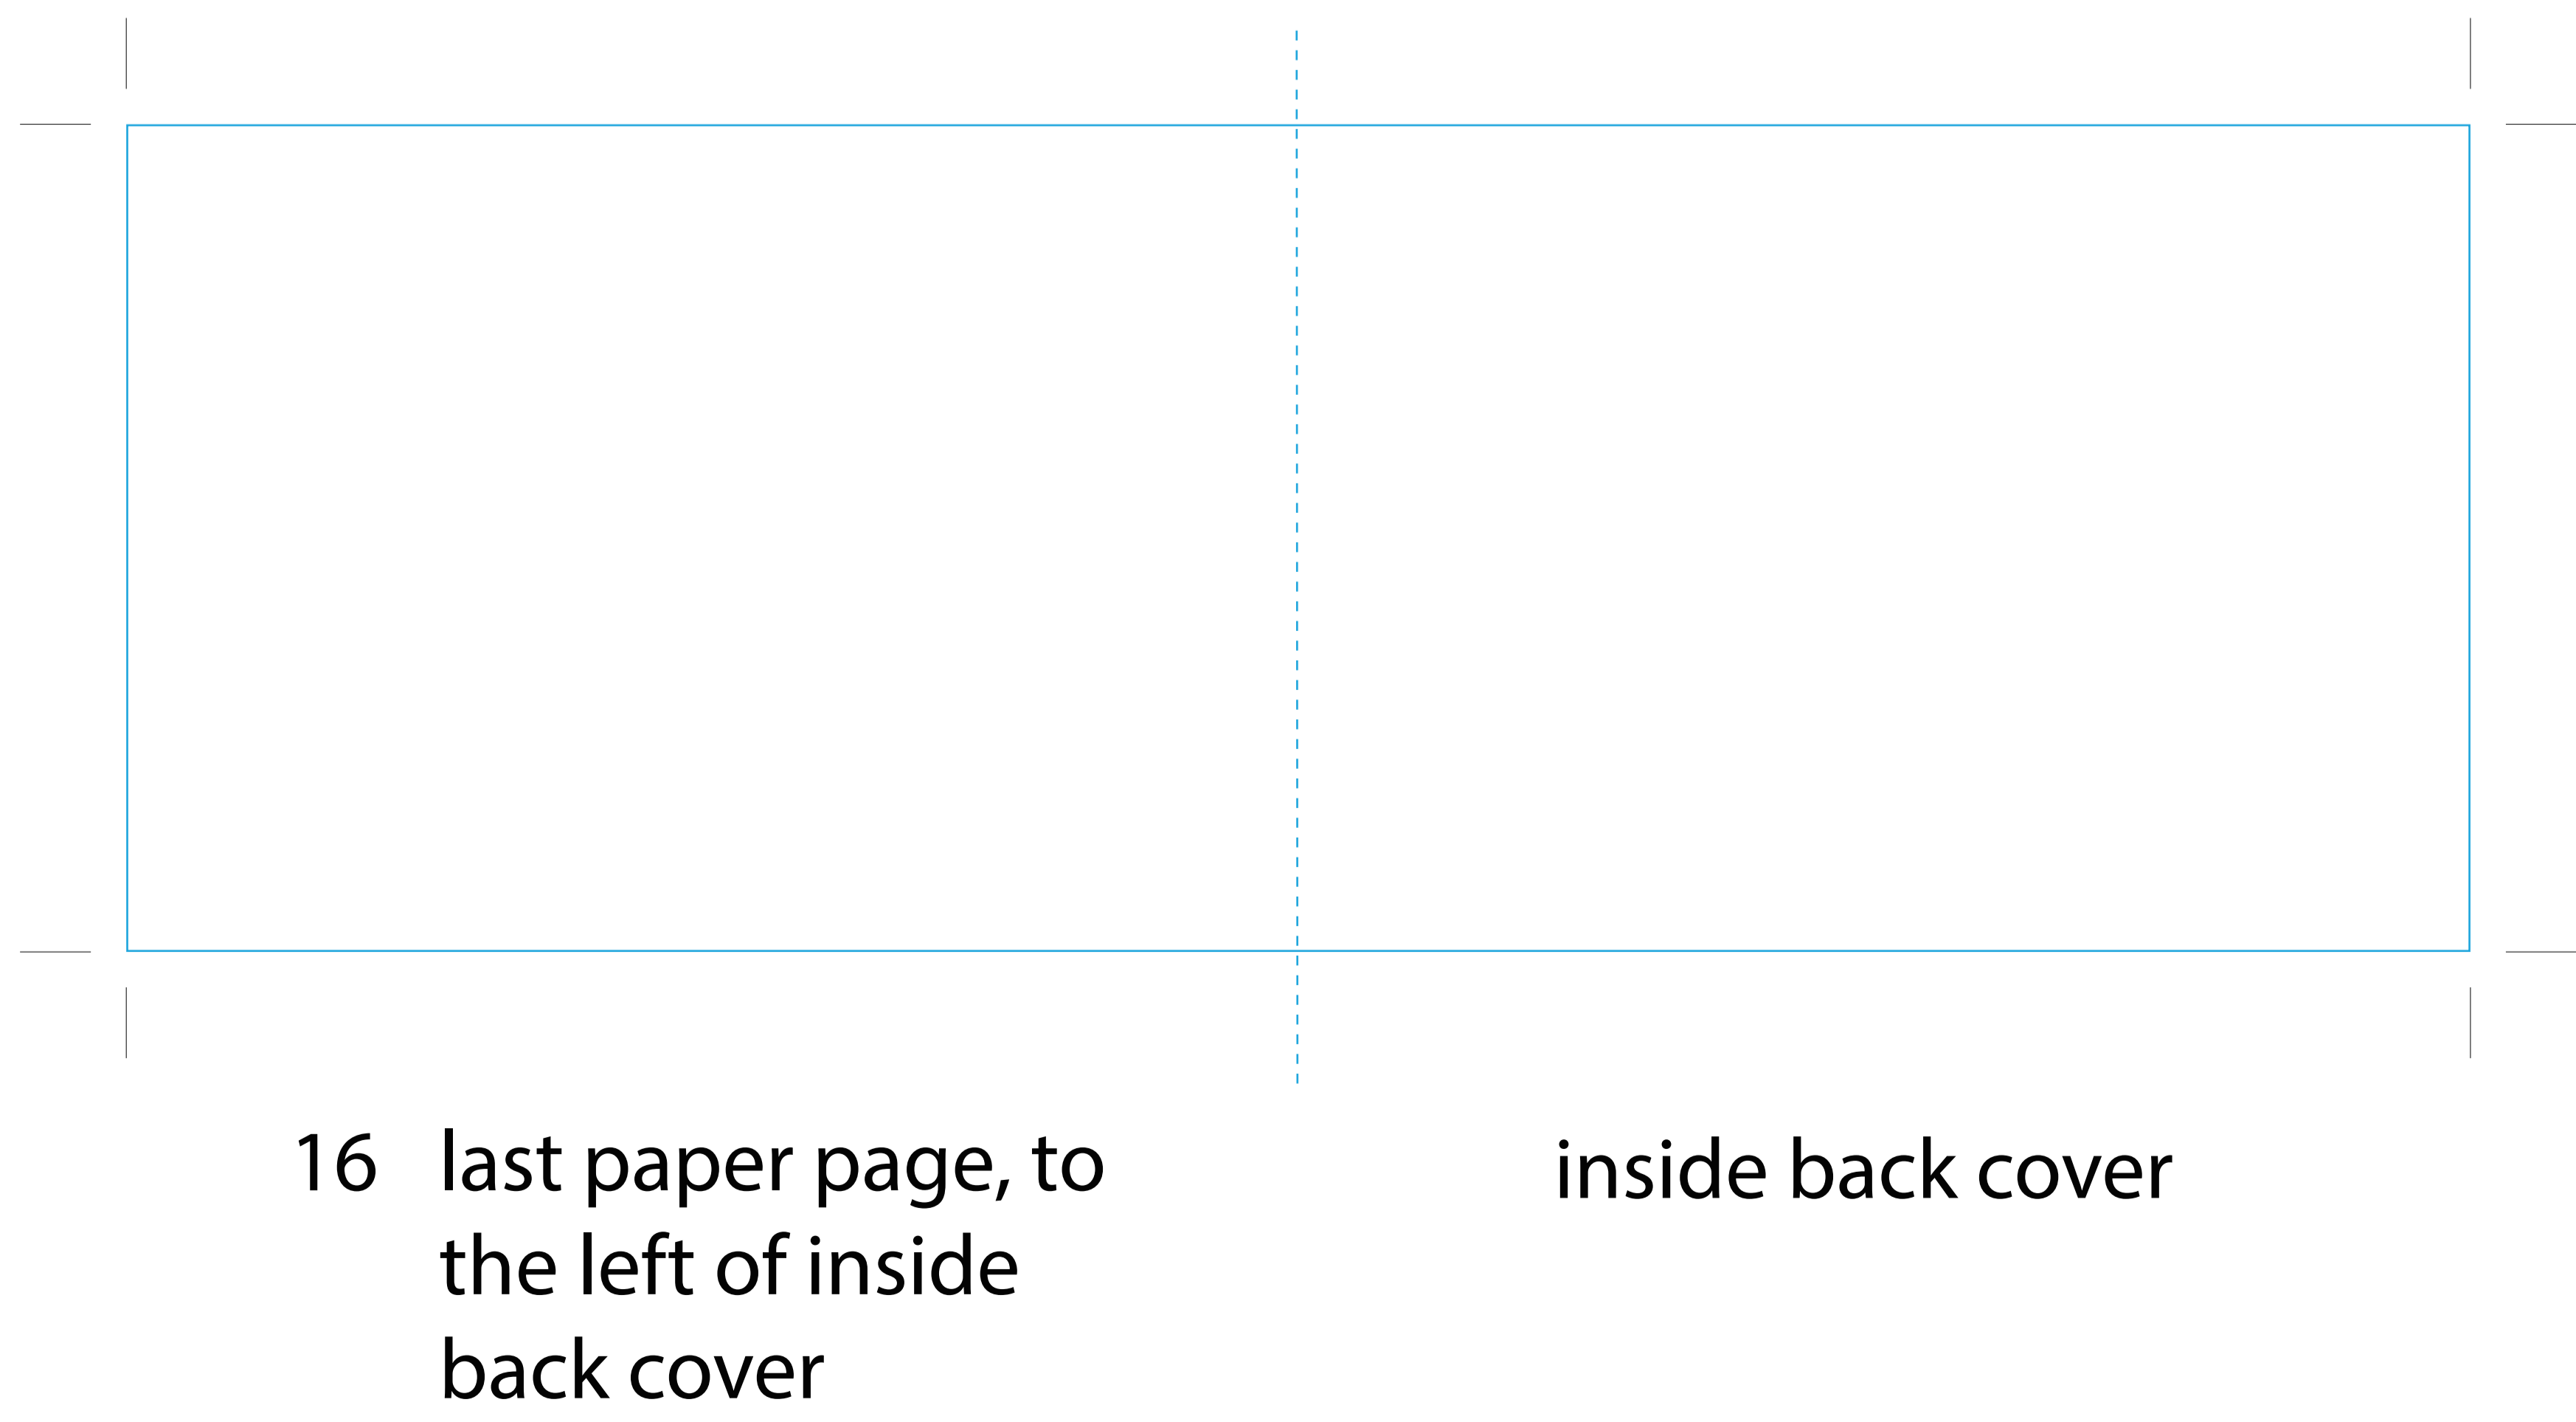 16 last paper page, to
the left of inside
back cover
inside back cover